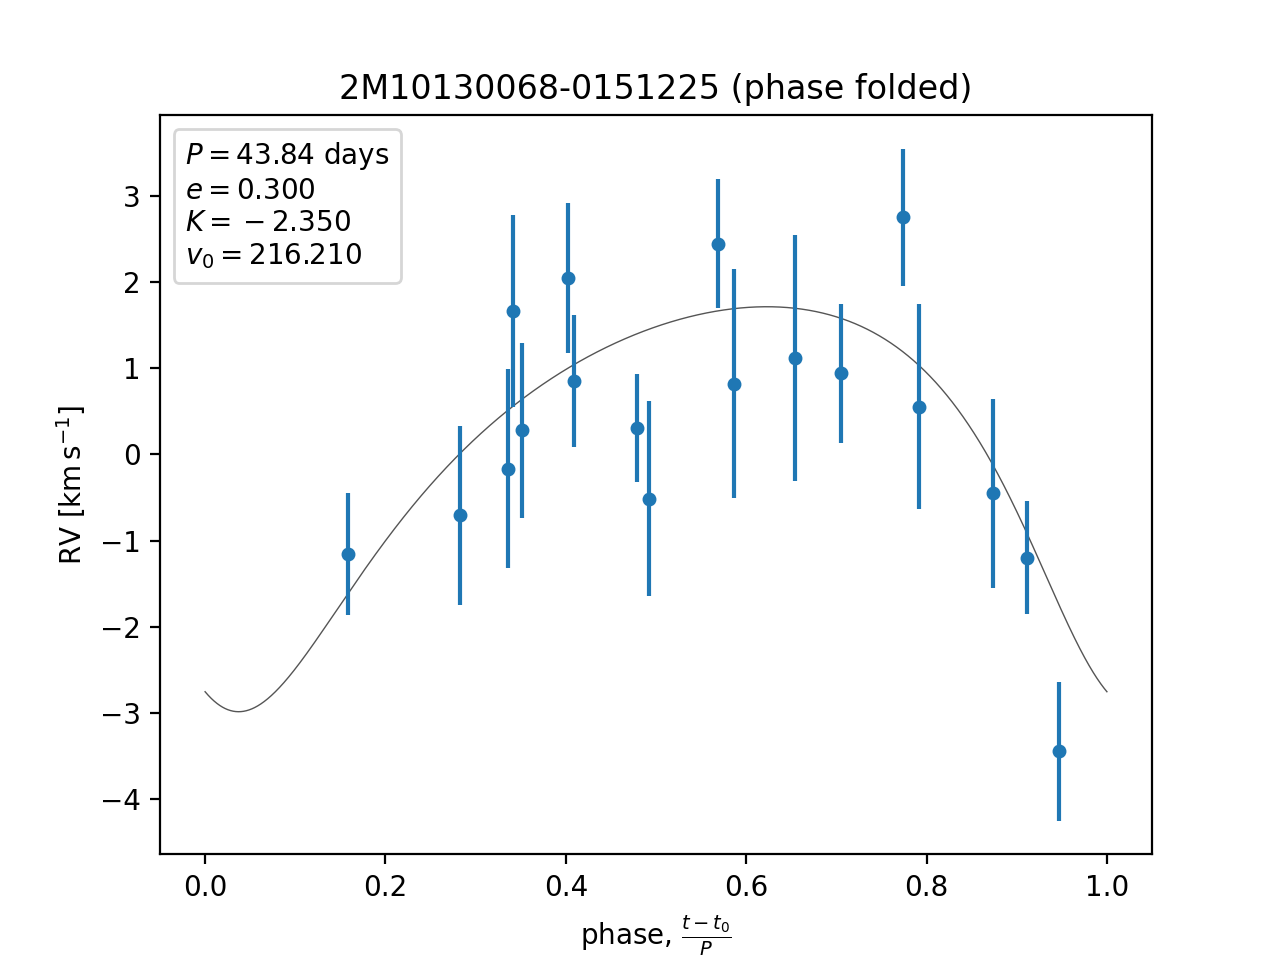 2M10130068-0151225 (phase folded)
P = 43.84 days
e = 0.300
K = −2.350
v₀ = 216.210
3
2
1
0
−1
−2
−3
−4
RV [km s⁻¹]
0.0 0.2 0.4 0.6 0.8 1.0
phase, (t − t₀)/P